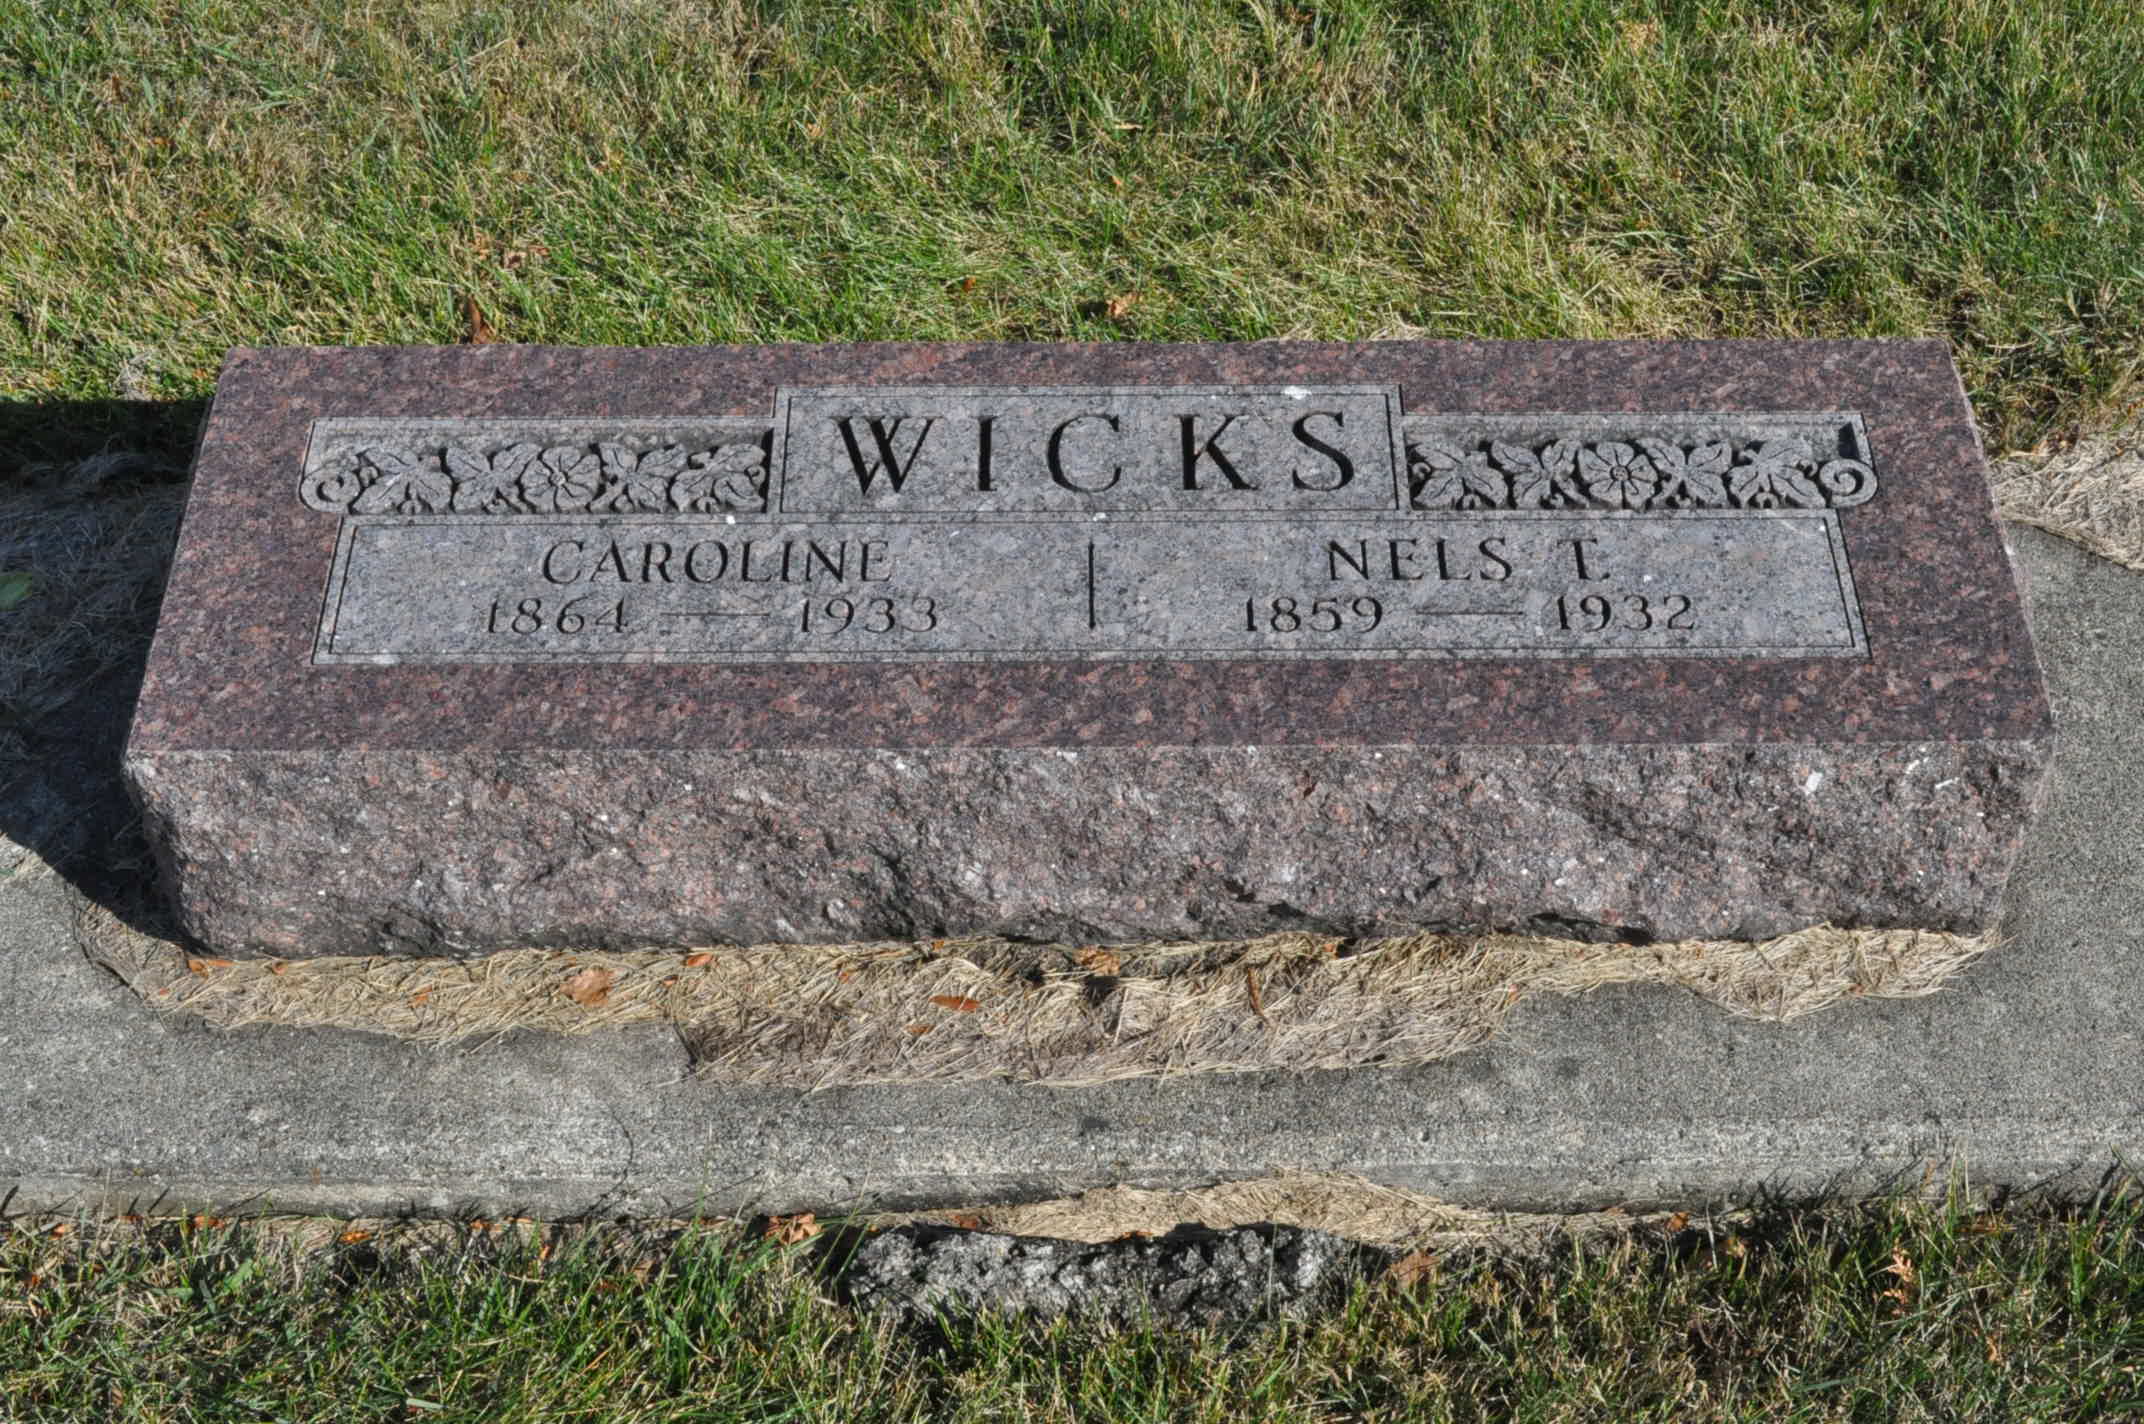 WICKS
CAROLINE
1864 — 1933
NELS T.
1859 — 1932